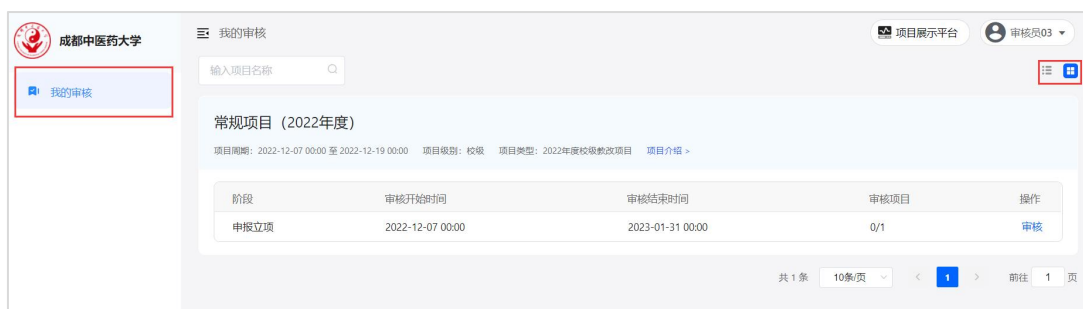 成都中医药大学
我的审核
我的审核
项目展示平台
审核员03
输入项目名称
常规项目（2022年度）
项目周期：2022-12-07 00:00 至 2022-12-19 00:00 项目级别：校级 项目类型：2022年度校级教改项目 项目介绍 >
阶段 审核开始时间 审核结束时间 审核项目 操作
申报立项 2022-12-07 00:00 2023-01-31 00:00 0/1 审核
共 1 条 10条/页 < 1 > 前往 1 页